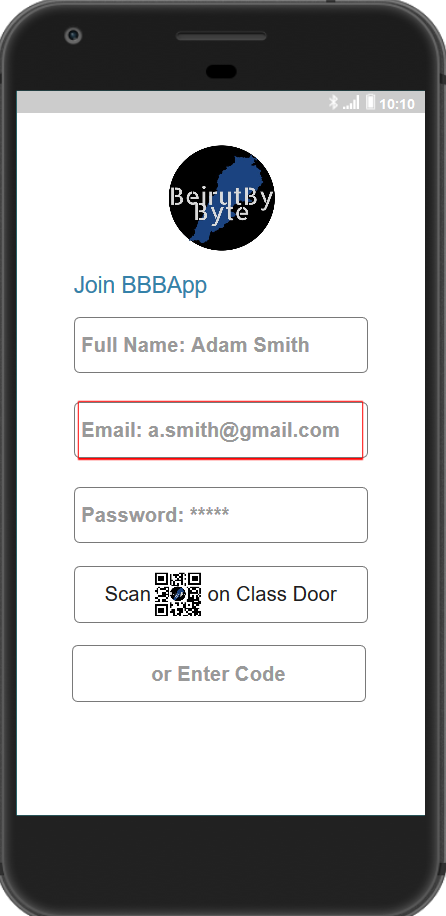 10:10
BeirutBy
Byte
Join BBBApp
Full Name: Adam Smith
Email: a.smith@gmail.com
Password: *****
Scan on Class Door
or Enter Code